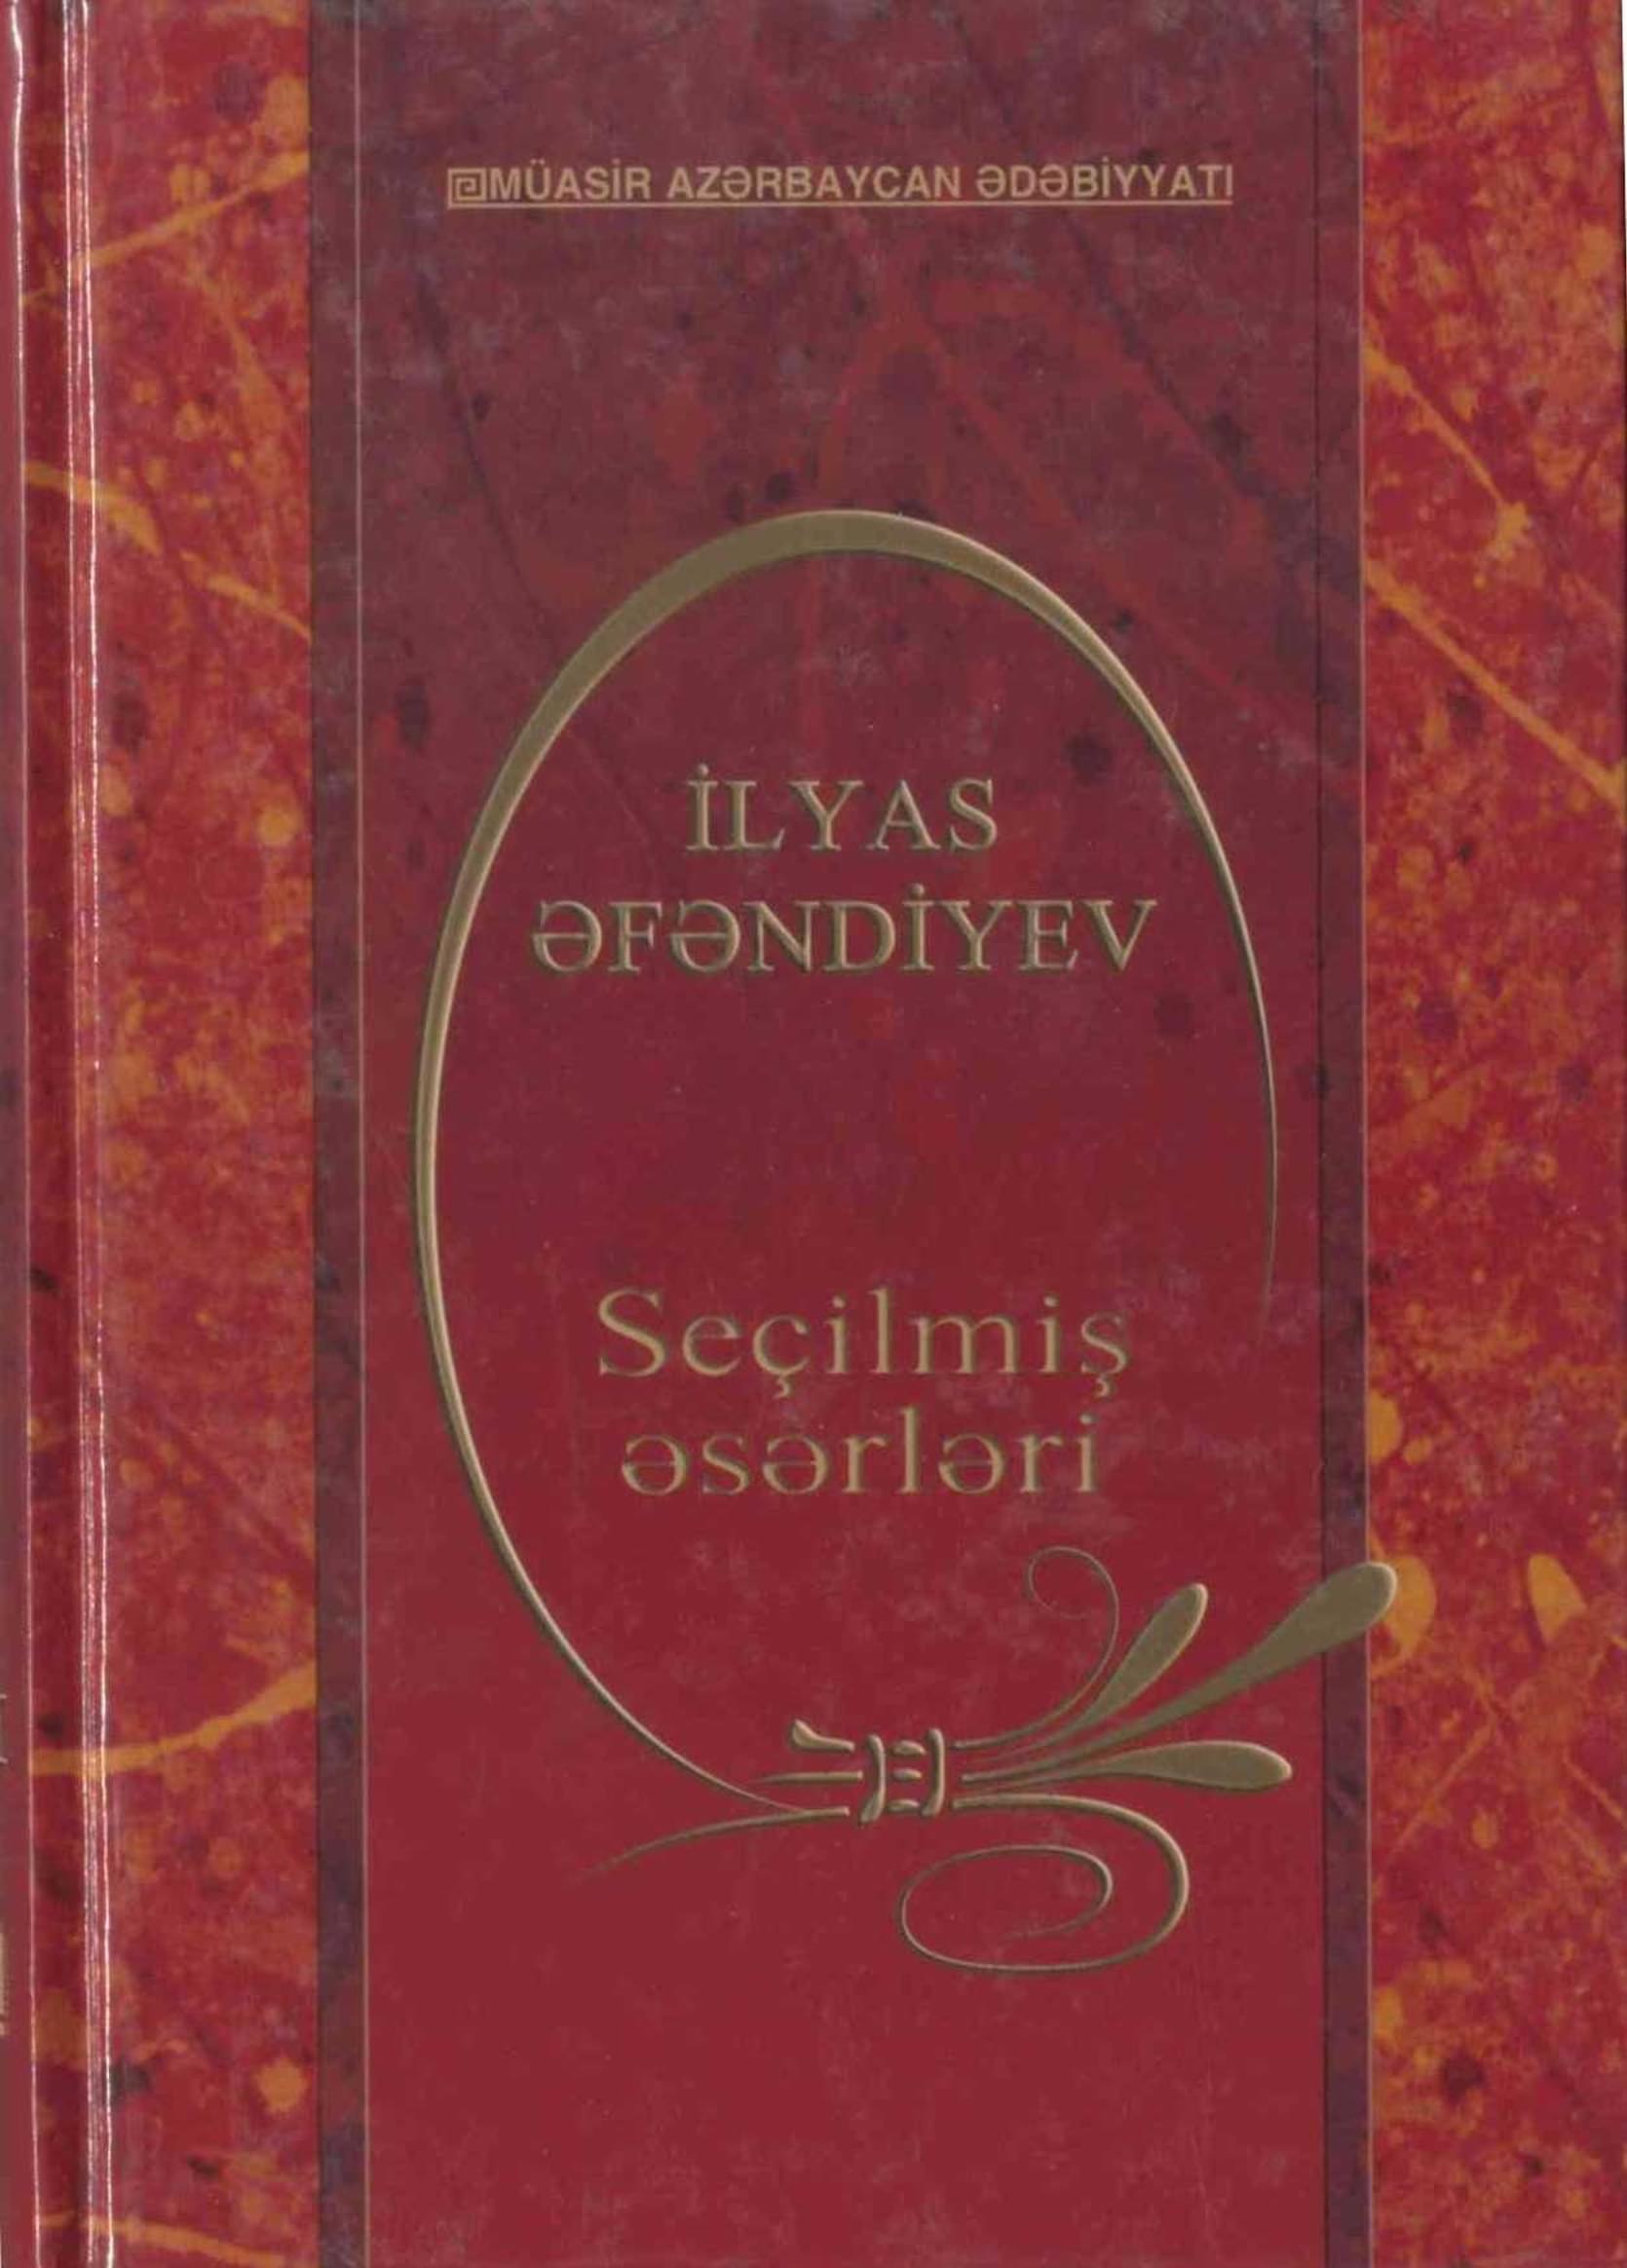 MÜASİR AZƏRBAYCAN ƏDƏBİYYATI
İLYAS
ƏFƏNDİYEV
Seçilmiş
əsərləri